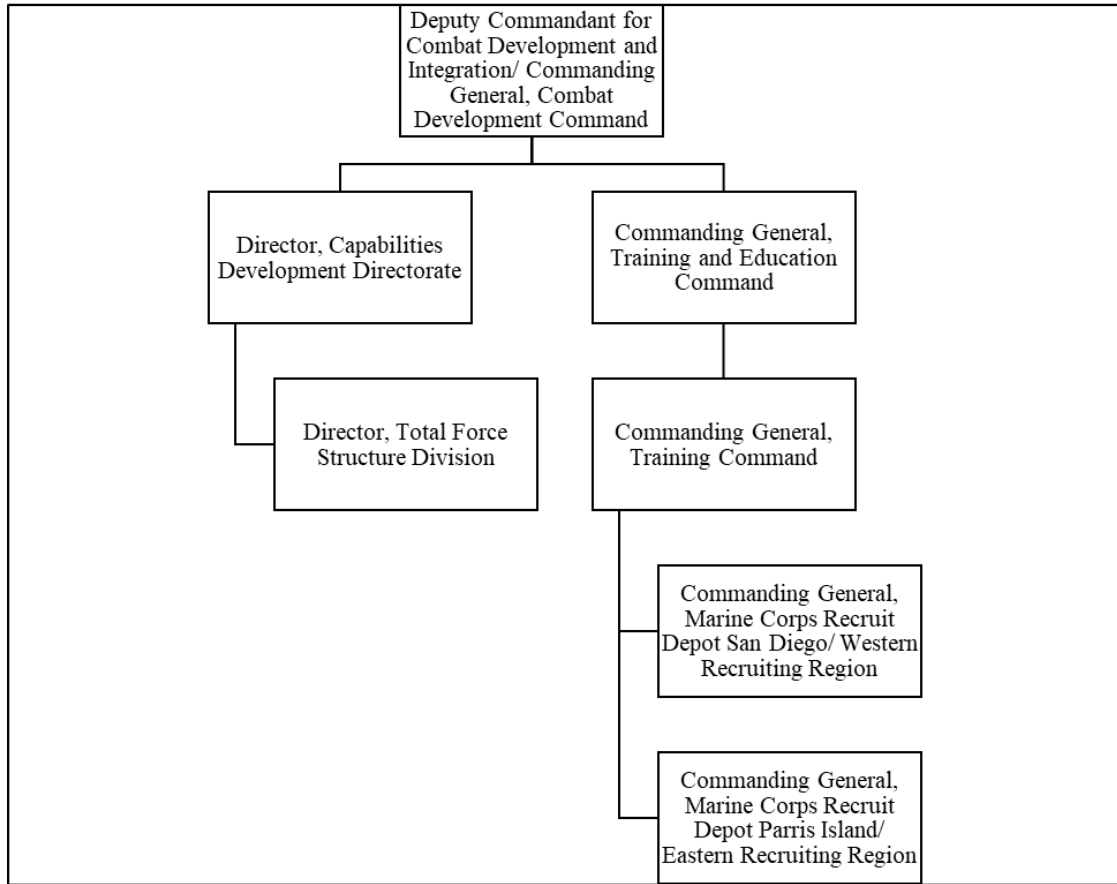 Deputy Commandant for
Combat Development and
Integration/ Commanding
General, Combat
Development Command
Director, Capabilities
Development Directorate
Commanding General,
Training and Education
Command
Director, Total Force
Structure Division
Commanding General,
Training Command
Commanding General,
Marine Corps Recruit
Depot San Diego/ Western
Recruiting Region
Commanding General,
Marine Corps Recruit
Depot Parris Island/
Eastern Recruiting Region